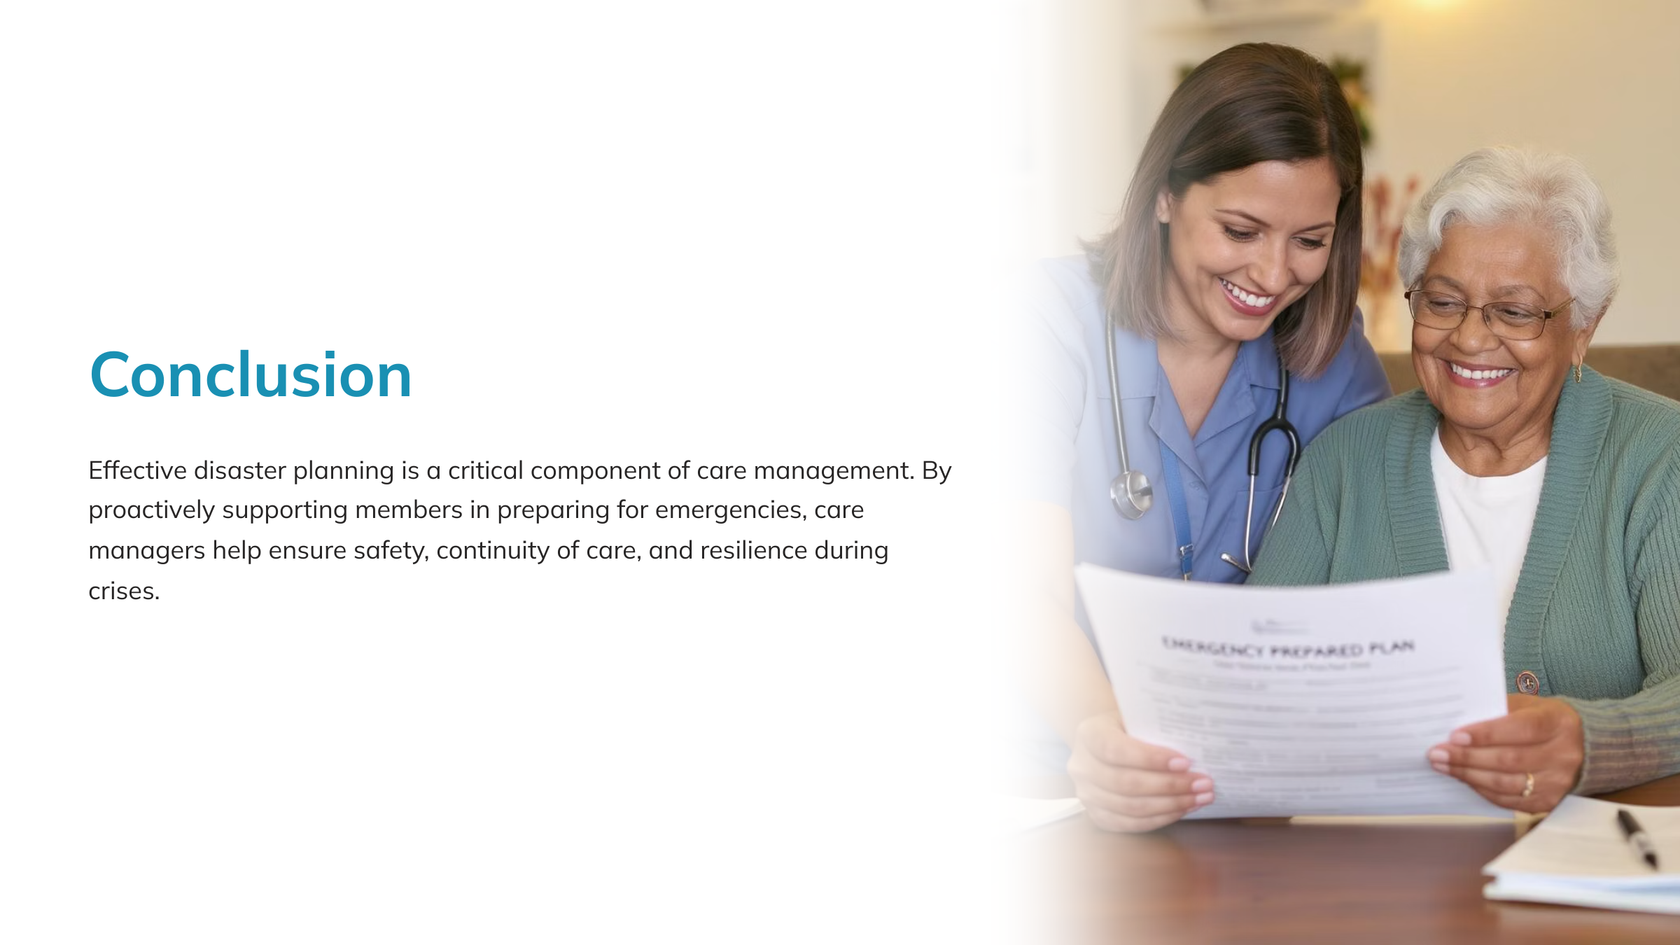 Conclusion
Effective disaster planning is a critical component of care management. By
proactively supporting members in preparing for emergencies, care
managers help ensure safety, continuity of care, and resilience during
crises.
EMERGENCY PREPARED PLAN